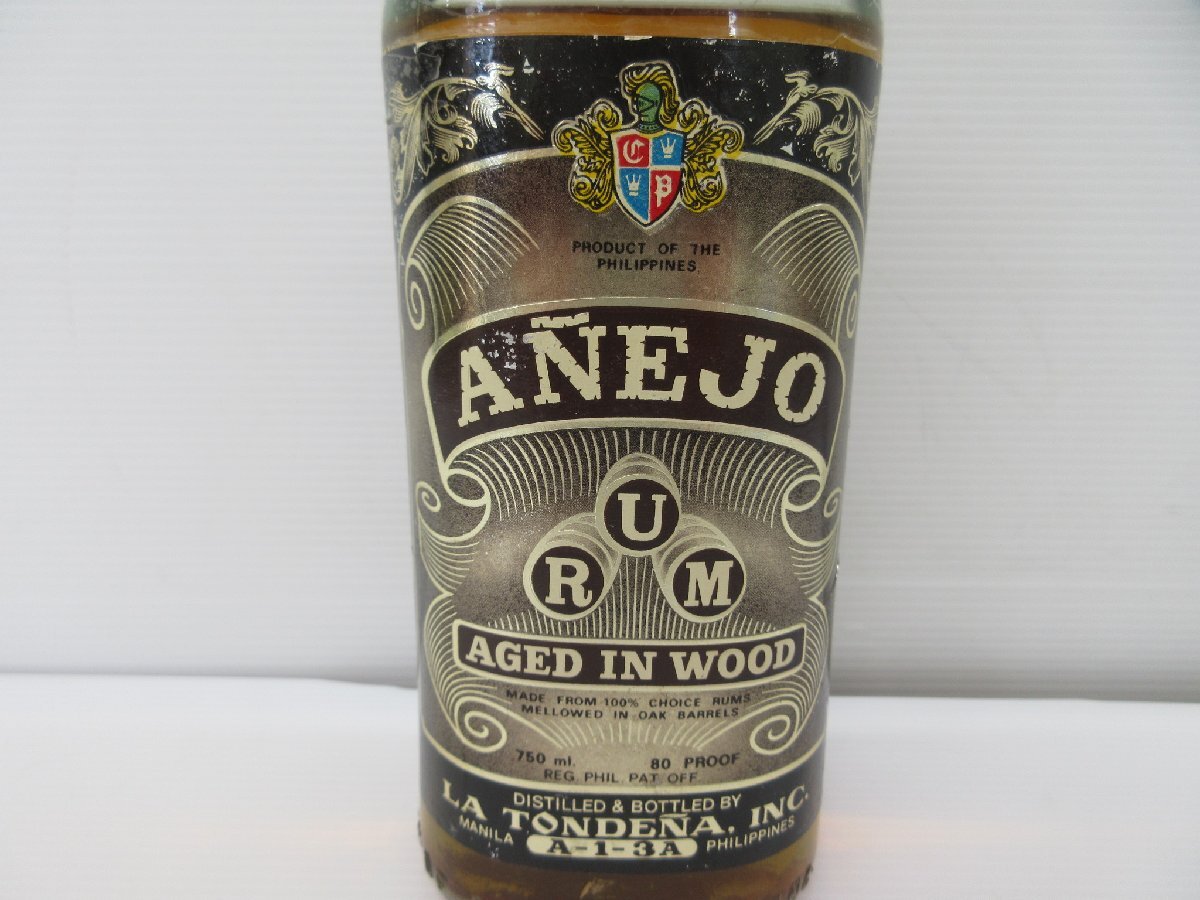 C
P
PRODUCT OF THE
PHILIPPINES
AÑEJO
RUM
AGED IN WOOD
MADE FROM 100% CHOICE RUMS
MELLOWED IN OAK BARRELS
750 ml. 80 PROOF
REG. PHIL. PAT. OFF.
DISTILLED & BOTTLED BY
LA TONDEÑA, INC.
MANILA A-1-3A PHILIPPINES